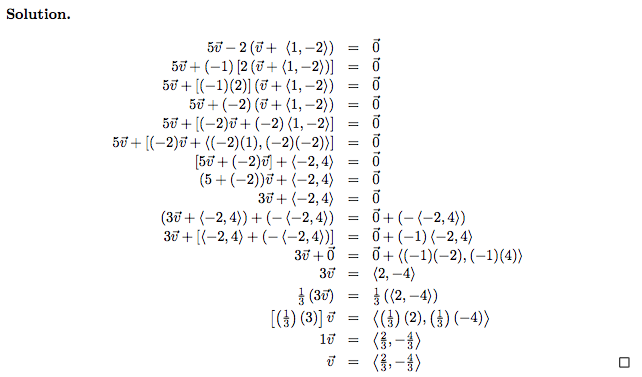 Solution.
5v⃗ − 2 (v⃗ + ⟨1, −2⟩) = 0⃗
5v⃗ + (−1) [2 (v⃗ + ⟨1, −2⟩)] = 0⃗
5v⃗ + [(−1)(2)] (v⃗ + ⟨1, −2⟩) = 0⃗
5v⃗ + (−2) (v⃗ + ⟨1, −2⟩) = 0⃗
5v⃗ + [(−2)v⃗ + (−2) ⟨1, −2⟩] = 0⃗
5v⃗ + [(−2)v⃗ + ⟨(−2)(1), (−2)(−2)⟩] = 0⃗
[5v⃗ + (−2)v⃗] + ⟨−2, 4⟩ = 0⃗
(5 + (−2))v⃗ + ⟨−2, 4⟩ = 0⃗
3v⃗ + ⟨−2, 4⟩ = 0⃗
(3v⃗ + ⟨−2, 4⟩) + (− ⟨−2, 4⟩) = 0⃗ + (− ⟨−2, 4⟩)
3v⃗ + [⟨−2, 4⟩ + (− ⟨−2, 4⟩)] = 0⃗ + (−1) ⟨−2, 4⟩
3v⃗ + 0⃗ = 0⃗ + ⟨(−1)(−2), (−1)(4)⟩
3v⃗ = ⟨2, −4⟩
1/3 (3v⃗) = 1/3 (⟨2, −4⟩)
[(1/3) (3)] v⃗ = ⟨(1/3) (2), (1/3) (−4)⟩
1v⃗ = ⟨2/3, −4/3⟩
v⃗ = ⟨2/3, −4/3⟩ □